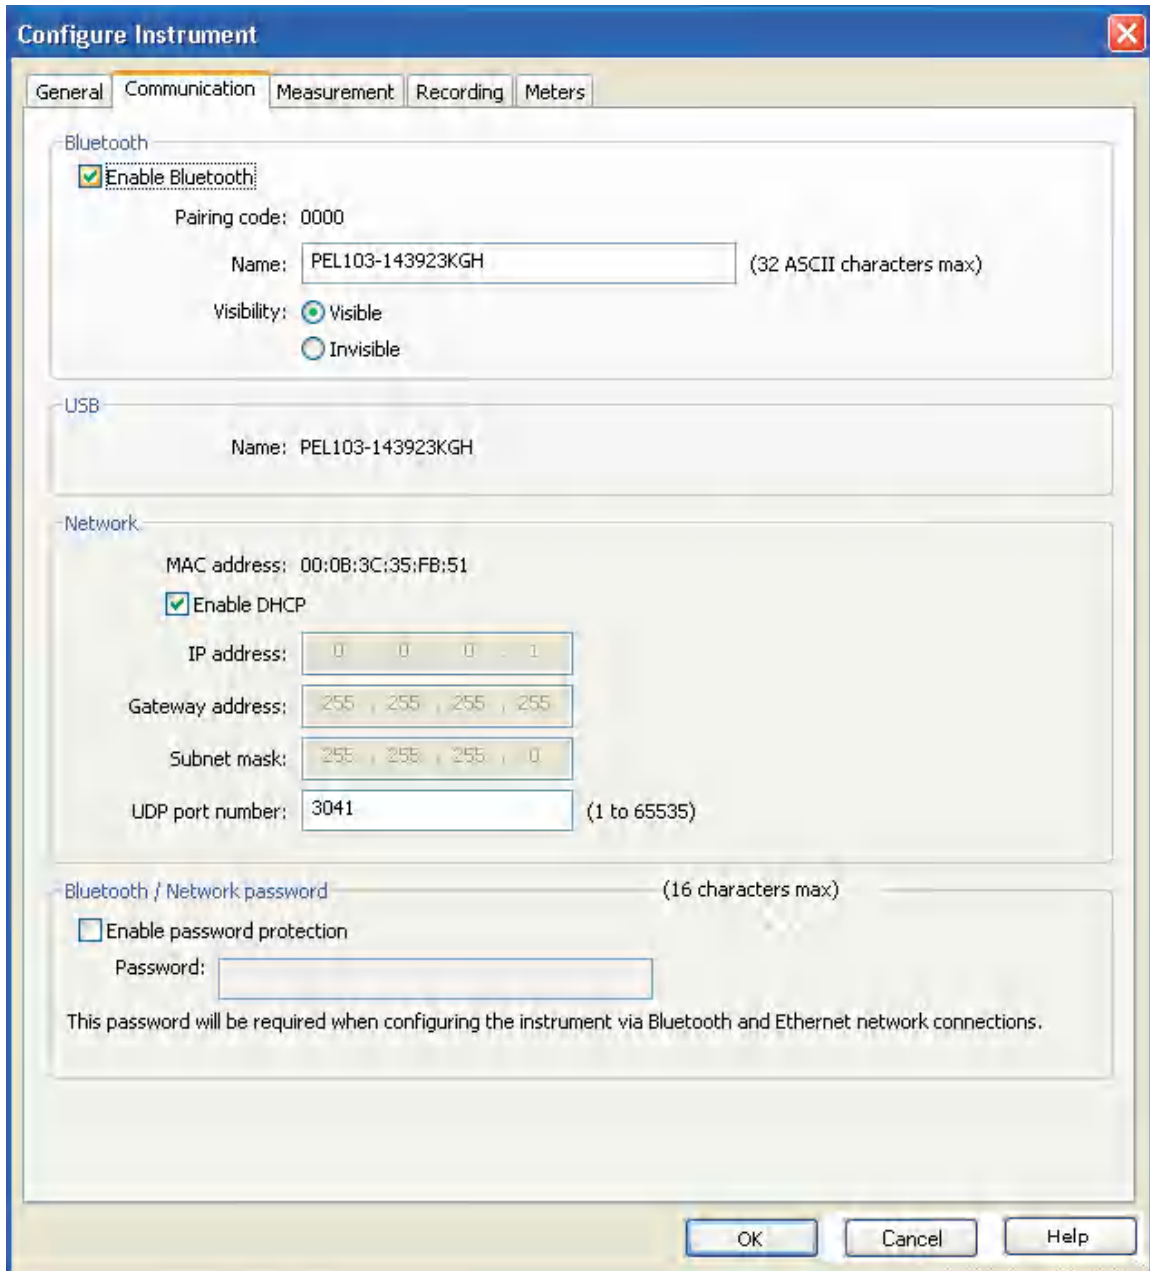 Configure Instrument
General Communication Measurement Recording Meters
Bluetooth
Enable Bluetooth
Pairing code: 0000
Name: PEL103-143923KGH (32 ASCII characters max)
Visibility: Visible
Invisible
USB
Name: PEL103-143923KGH
Network
MAC address: 00:0B:3C:35:FB:51
Enable DHCP
IP address: 0 . 0 . 0 . 1
Gateway address: 255 . 255 . 255 . 255
Subnet mask: 255 . 255 . 255 . 0
UDP port number: 3041 (1 to 65535)
Bluetooth / Network password (16 characters max)
Enable password protection
Password:
This password will be required when configuring the instrument via Bluetooth and Ethernet network connections.
OK Cancel Help